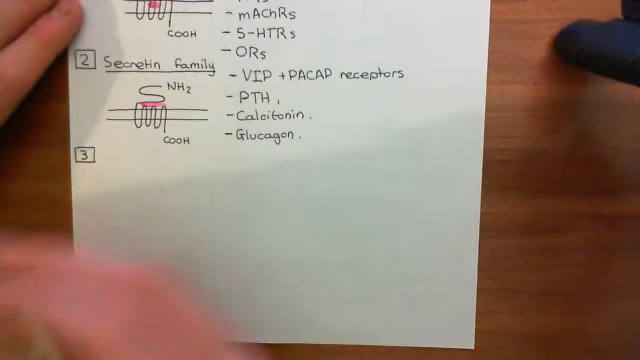 - mAChRs
COOH
- 5-HTRs
- ORs
2 Secretin family
- VIP + PACAP receptors
NH2
- PTH,
- Calcitonin.
COOH
- Glucagon.
3